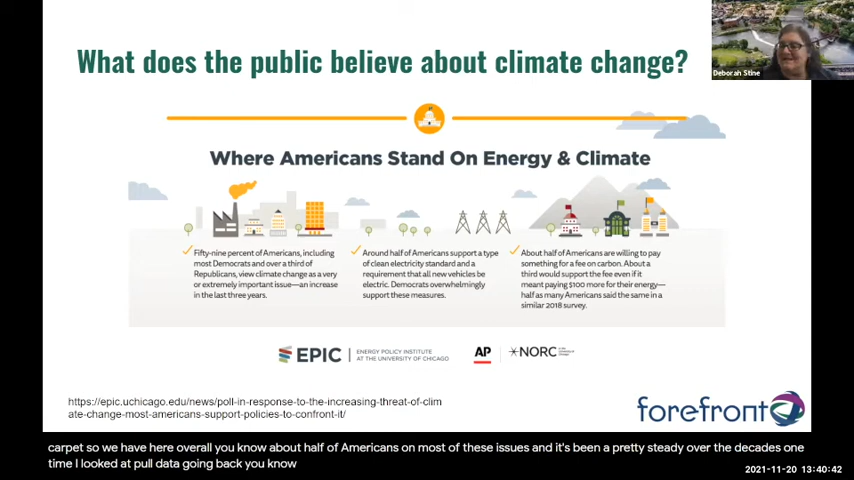 What does the public believe about climate change?
Deborah Stine
Where Americans Stand On Energy & Climate
Fifty-nine percent of Americans, including
most Democrats and over a third of
Republicans, view climate change as a very
or extremely important issue—an increase
in the last three years.
Around half of Americans support a type
of clean electricity standard and a
requirement that all new vehicles be
electric. Democrats overwhelmingly
support these measures.
About half of Americans are willing to pay
something for a fee on carbon. About a
third would support the fee even if it
meant paying $100 more for their energy—
half as many Americans said the same in a
similar 2018 survey.
EPIC
ENERGY POLICY INSTITUTE
AT THE UNIVERSITY OF CHICAGO
AP
NORC
https://epic.uchicago.edu/news/poll-in-response-to-the-increasing-threat-of-clim
ate-change-most-americans-support-policies-to-confront-it/
forefront
carpet so we have here overall you know about half of Americans on most of these issues and it's been a pretty steady over the decades one
time I looked at pull data going back you know
2021-11-20 13:40:42